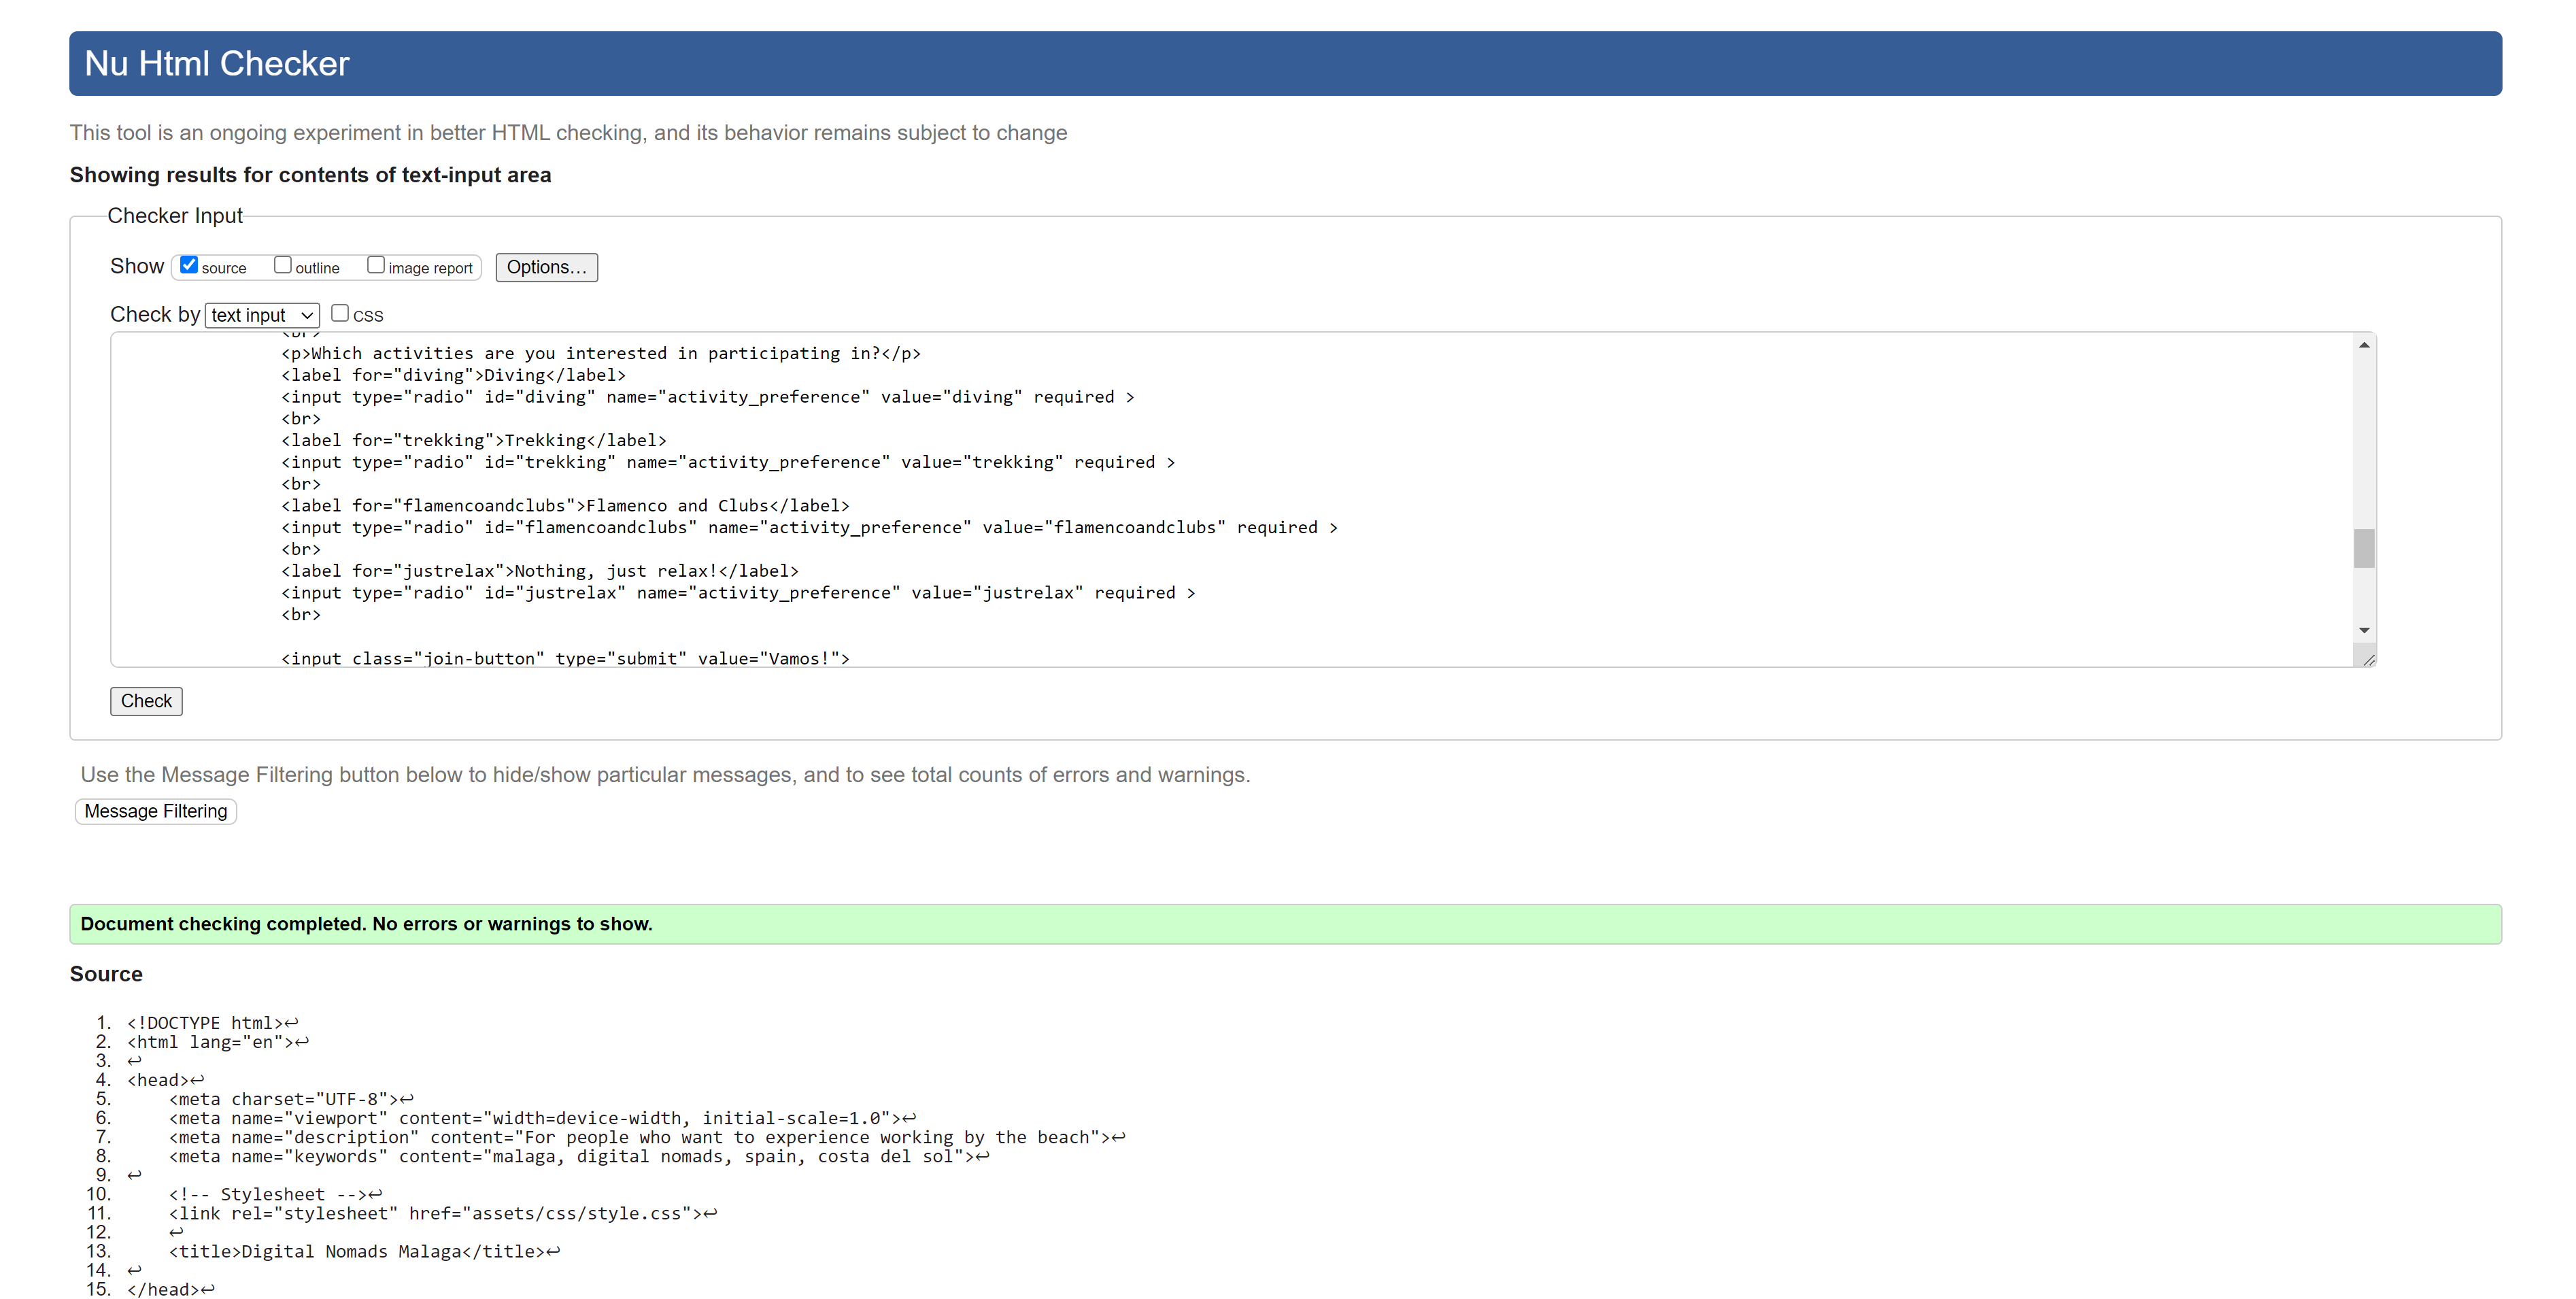 Nu Html Checker
This tool is an ongoing experiment in better HTML checking, and its behavior remains subject to change
Showing results for contents of text-input area
Checker Input
Show source outline image report Options…
Check by text input CSS
<br>
<p>Which activities are you interested in participating in?</p>
<label for="diving">Diving</label>
<input type="radio" id="diving" name="activity_preference" value="diving" required >
<br>
<label for="trekking">Trekking</label>
<input type="radio" id="trekking" name="activity_preference" value="trekking" required >
<br>
<label for="flamencoandclubs">Flamenco and Clubs</label>
<input type="radio" id="flamencoandclubs" name="activity_preference" value="flamencoandclubs" required >
<br>
<label for="justrelax">Nothing, just relax!</label>
<input type="radio" id="justrelax" name="activity_preference" value="justrelax" required >
<br>
<input class="join-button" type="submit" value="Vamos!">
Check
Use the Message Filtering button below to hide/show particular messages, and to see total counts of errors and warnings.
Message Filtering
Document checking completed. No errors or warnings to show.
Source
1. <!DOCTYPE html>↩
2. <html lang="en">↩
3. ↩
4. <head>↩
5. <meta charset="UTF-8">↩
6. <meta name="viewport" content="width=device-width, initial-scale=1.0">↩
7. <meta name="description" content="For people who want to experience working by the beach">↩
8. <meta name="keywords" content="malaga, digital nomads, spain, costa del sol">↩
9. ↩
10. <!-- Stylesheet -->↩
11. <link rel="stylesheet" href="assets/css/style.css">↩
12. ↩
13. <title>Digital Nomads Malaga</title>↩
14. ↩
15. </head>↩